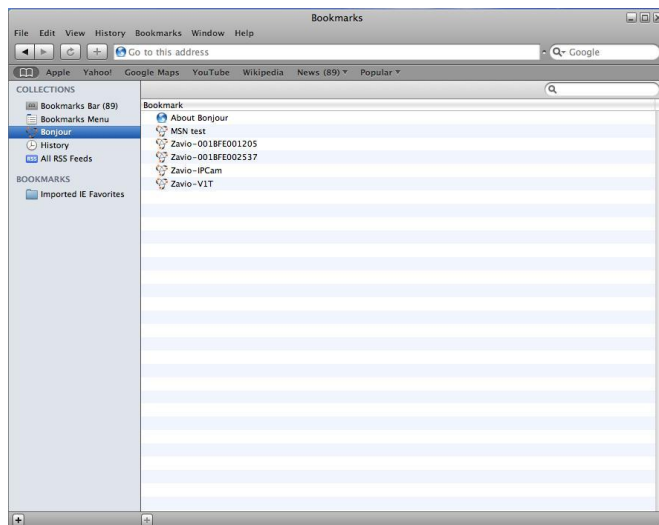 Bookmarks
File Edit View History Bookmarks Window Help
Go to this address
Google
Apple Yahoo! Google Maps YouTube Wikipedia News (89) Popular
COLLECTIONS
Bookmarks Bar (89)
Bookmarks Menu
Bonjour
History
RSS All RSS Feeds
BOOKMARKS
Imported IE Favorites
Bookmark
About Bonjour
MSN test
Zavio-001BFE001205
Zavio-001BFE002537
Zavio-IPCam
Zavio-V1T